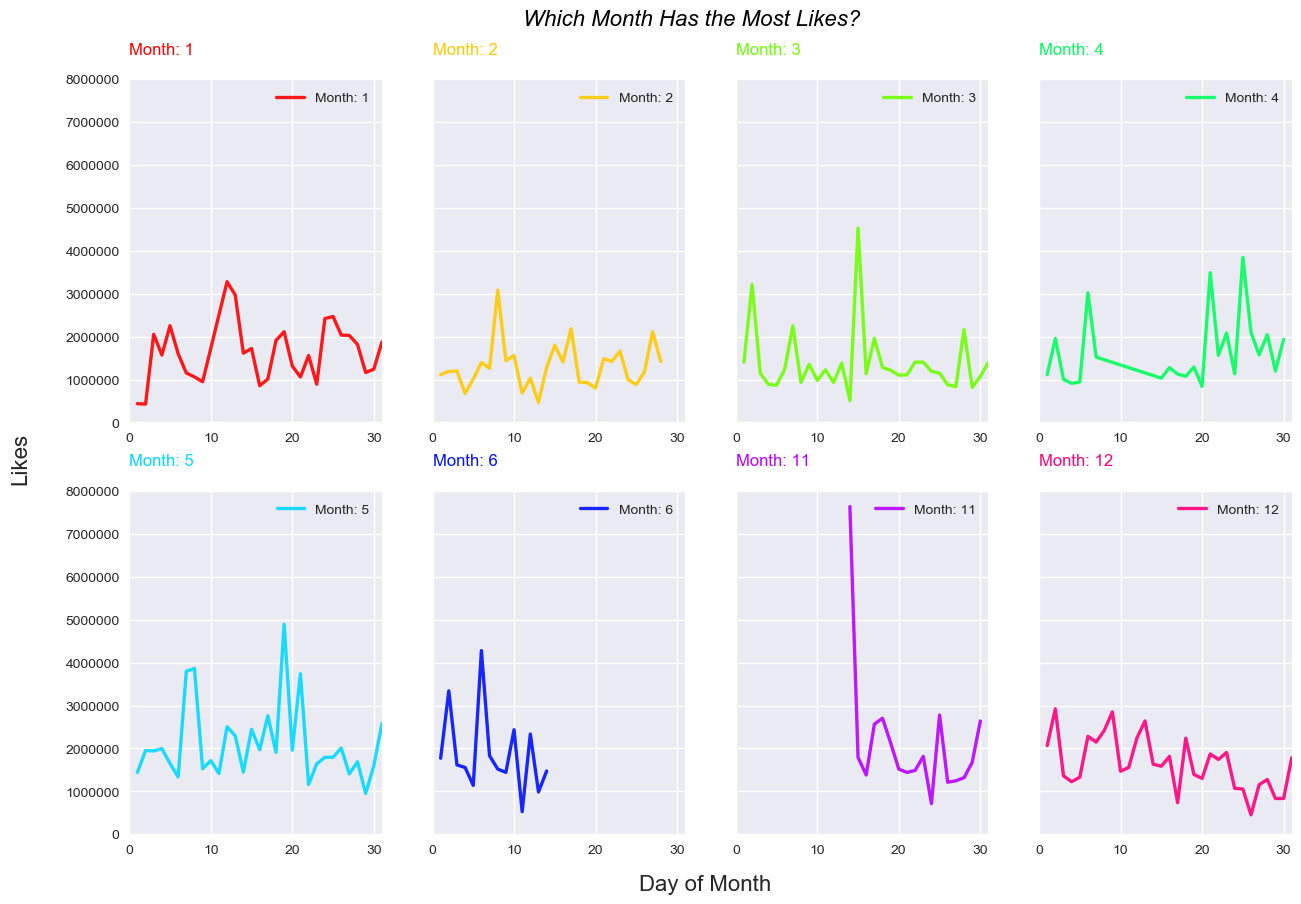 Which Month Has the Most Likes?
Month: 1
Month: 2
Month: 3
Month: 4
8000000
7000000
6000000
5000000
4000000
3000000
2000000
1000000
0
Month: 1
0 10 20 30
Month: 2
0 10 20 30
Month: 3
0 10 20 30
Month: 4
0 10 20 30
Likes
Month: 5
Month: 6
Month: 11
Month: 12
8000000
7000000
6000000
5000000
4000000
3000000
2000000
1000000
0
Month: 5
0 10 20 30
Month: 6
0 10 20 30
Month: 11
0 10 20 30
Month: 12
0 10 20 30
Day of Month